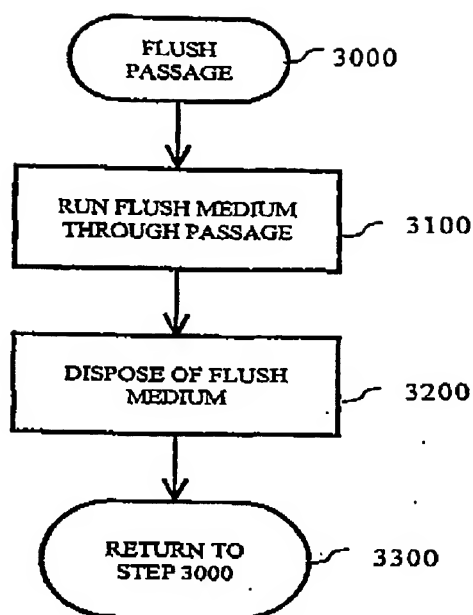 FLUSH
PASSAGE
3000
RUN FLUSH MEDIUM
THROUGH PASSAGE
3100
DISPOSE OF FLUSH
MEDIUM
3200
RETURN TO
STEP 3000
3300